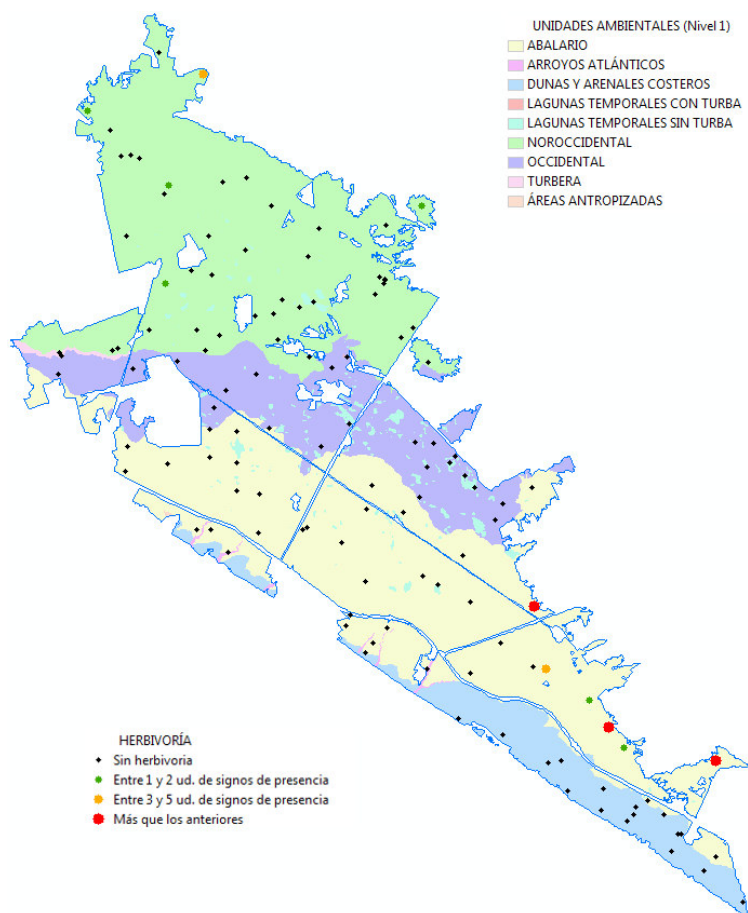 UNIDADES AMBIENTALES (Nivel 1)
ABALARIO
ARROYOS ATLÁNTICOS
DUNAS Y ARENALES COSTEROS
LAGUNAS TEMPORALES CON TURBA
LAGUNAS TEMPORALES SIN TURBA
NOROCCIDENTAL
OCCIDENTAL
TURBERA
ÁREAS ANTROPIZADAS
HERBIVORÍA
Sin herbivoria
Entre 1 y 2 ud. de signos de presencia
Entre 3 y 5 ud. de signos de presencia
Más que los anteriores